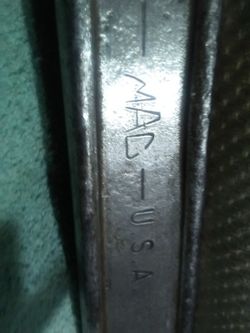 — MAC — U.S.A.